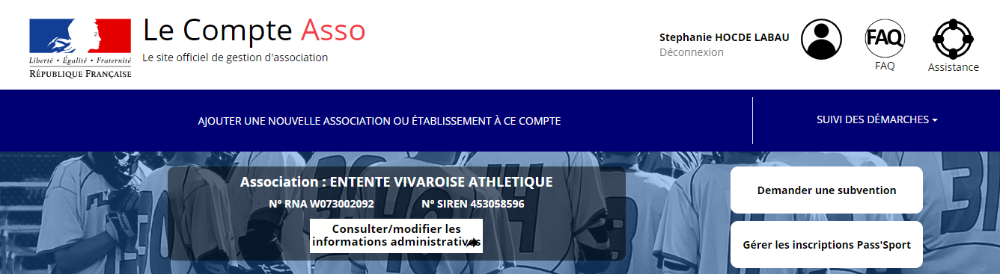 Le Compte Asso
Le site officiel de gestion d'association
Liberté • Égalité • Fraternité
RÉPUBLIQUE FRANÇAISE
Stephanie HOCDE LABAU
Déconnexion
FAQ
FAQ
Assistance
AJOUTER UNE NOUVELLE ASSOCIATION OU ÉTABLISSEMENT À CE COMPTE
SUIVI DES DÉMARCHES
Association : ENTENTE VIVAROISE ATHLETIQUE
N° RNA W073002092 N° SIREN 453058596
Consulter/modifier les
informations administratives
Demander une subvention
Gérer les inscriptions Pass'Sport